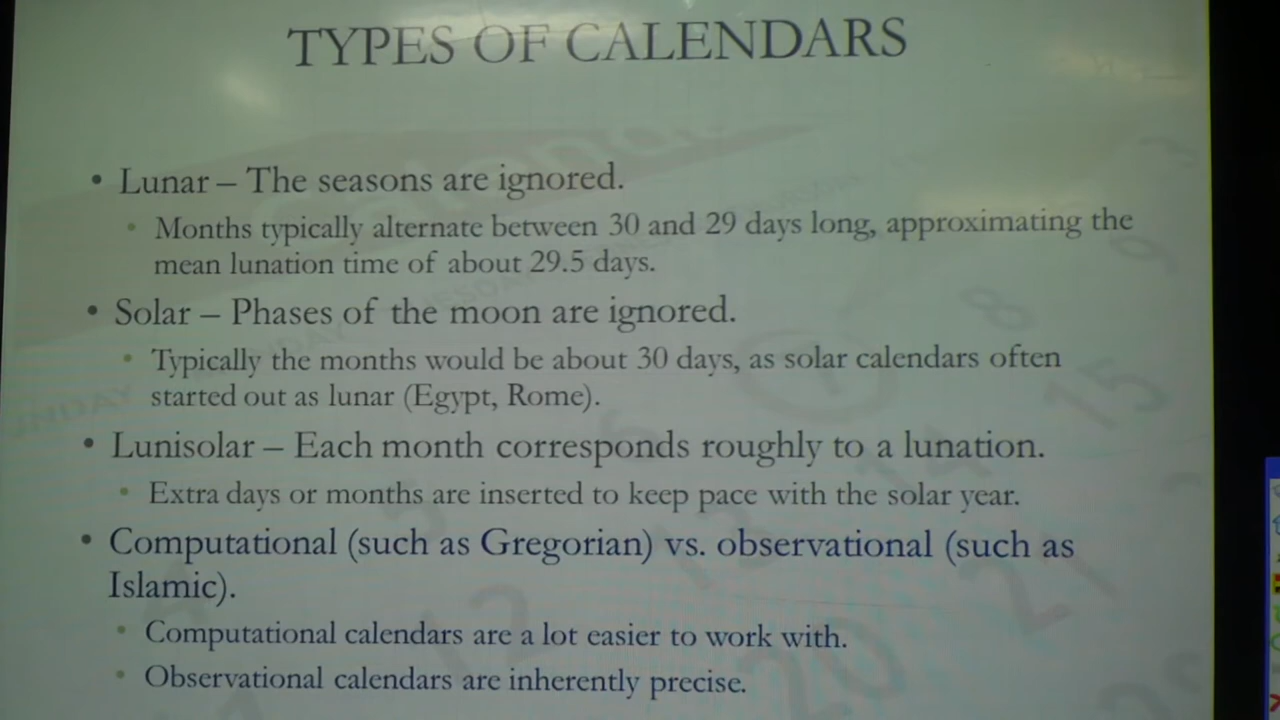 TYPES OF CALENDARS
• Lunar – The seasons are ignored.
• Months typically alternate between 30 and 29 days long, approximating the
mean lunation time of about 29.5 days.
• Solar – Phases of the moon are ignored.
• Typically the months would be about 30 days, as solar calendars often
started out as lunar (Egypt, Rome).
• Lunisolar – Each month corresponds roughly to a lunation.
• Extra days or months are inserted to keep pace with the solar year.
• Computational (such as Gregorian) vs. observational (such as
Islamic).
• Computational calendars are a lot easier to work with.
• Observational calendars are inherently precise.